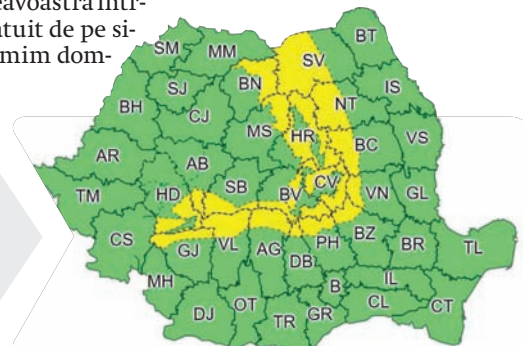 eavoastră într-
atuit de pe si-
mim dom-
SM
MM
SV
BT
BN
SJ
NT
IS
BH
CJ
MS
HR
BC
VS
AR
AB
TM
HD
SB
BV
CV
VN
GL
CS
GJ
VL
AG
PH
BZ
BR
TL
DB
MH
B
IL
DJ
OT
TR
GR
CL
CT